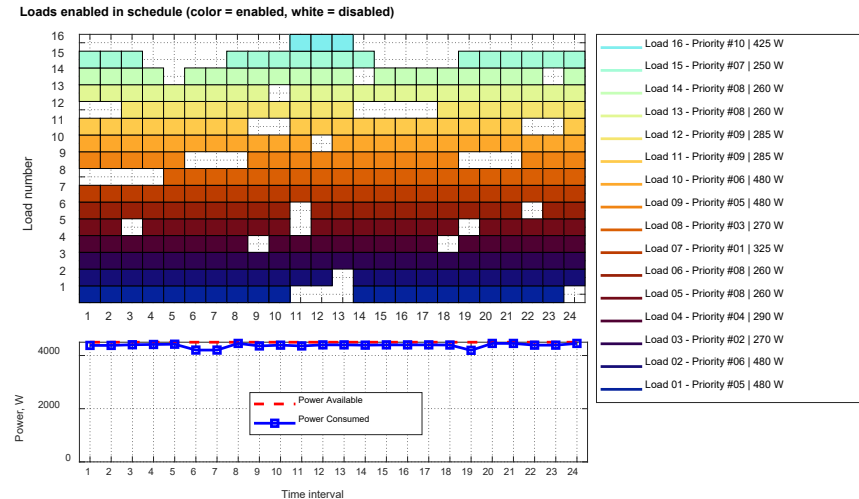 Loads enabled in schedule (color = enabled, white = disabled)
16
15
14
13
12
11
10
9
8
7
6
5
4
3
2
1
Load number
1 2 3 4 5 6 7 8 9 10 11 12 13 14 15 16 17 18 19 20 21 22 23 24
Load 16 - Priority #10 | 425 W
Load 15 - Priority #07 | 250 W
Load 14 - Priority #08 | 260 W
Load 13 - Priority #08 | 260 W
Load 12 - Priority #09 | 285 W
Load 11 - Priority #09 | 285 W
Load 10 - Priority #06 | 480 W
Load 09 - Priority #05 | 480 W
Load 08 - Priority #03 | 270 W
Load 07 - Priority #01 | 325 W
Load 06 - Priority #08 | 260 W
Load 05 - Priority #08 | 260 W
Load 04 - Priority #04 | 290 W
Load 03 - Priority #02 | 270 W
Load 02 - Priority #06 | 480 W
Load 01 - Priority #05 | 480 W
4000
2000
0
Power, W
Power Available
Power Consumed
1 2 3 4 5 6 7 8 9 10 11 12 13 14 15 16 17 18 19 20 21 22 23 24
Time interval